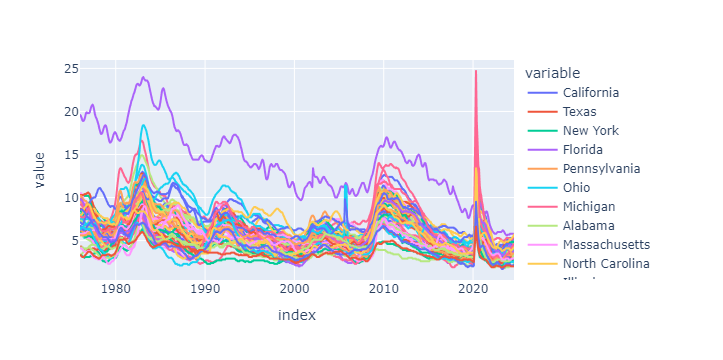 variable
California
Texas
New York
Florida
Pennsylvania
Ohio
Michigan
Alabama
Massachusetts
North Carolina
25
20
15
10
5
value
1980
1990
2000
2010
2020
index